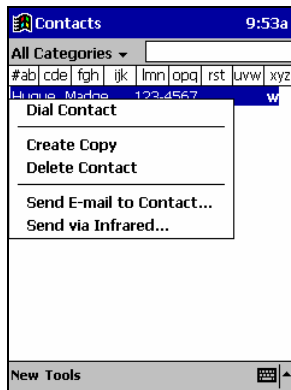 Contacts 9:53a
All Categories
#ab cde fgh ijk lmn opq rst uvw xyz
Hugue, Madge 123-4567 w
Dial Contact
Create Copy
Delete Contact
Send E-mail to Contact...
Send via Infrared...
New Tools